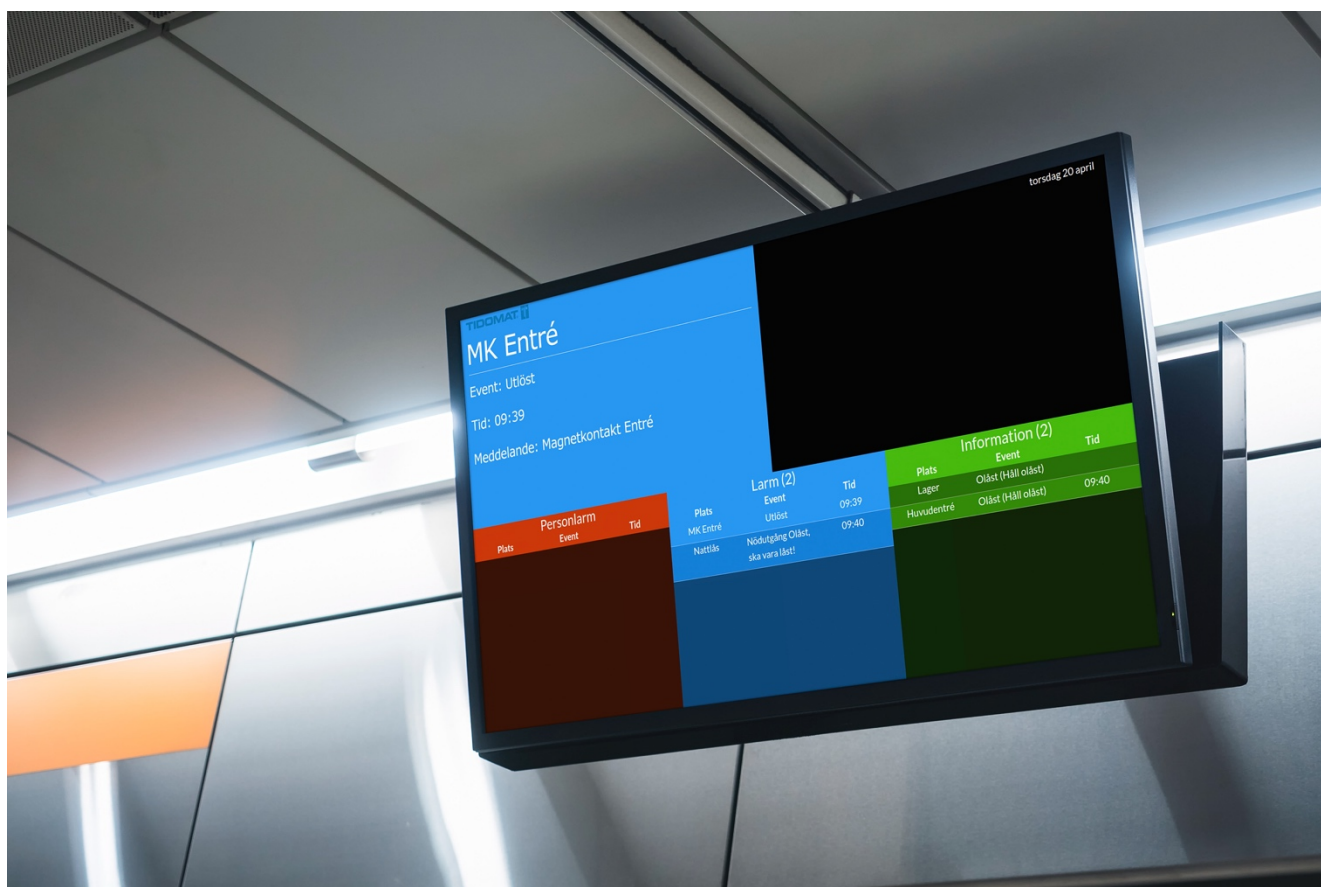 torsdag 20 april
TIDOMAT
MK Entré
Event: Utlöst
Tid: 09:39
Meddelande: Magnetkontakt Entré
Personlarm
Plats Event Tid
Larm (2)
Plats Event Tid
MK Entré Utlöst 09:39
Nattlås Nödutgång Olåst, 09:40
ska vara låst!
Information (2)
Plats Event Tid
Lager Olåst (Håll olåst)
Huvudentré Olåst (Håll olåst) 09:40